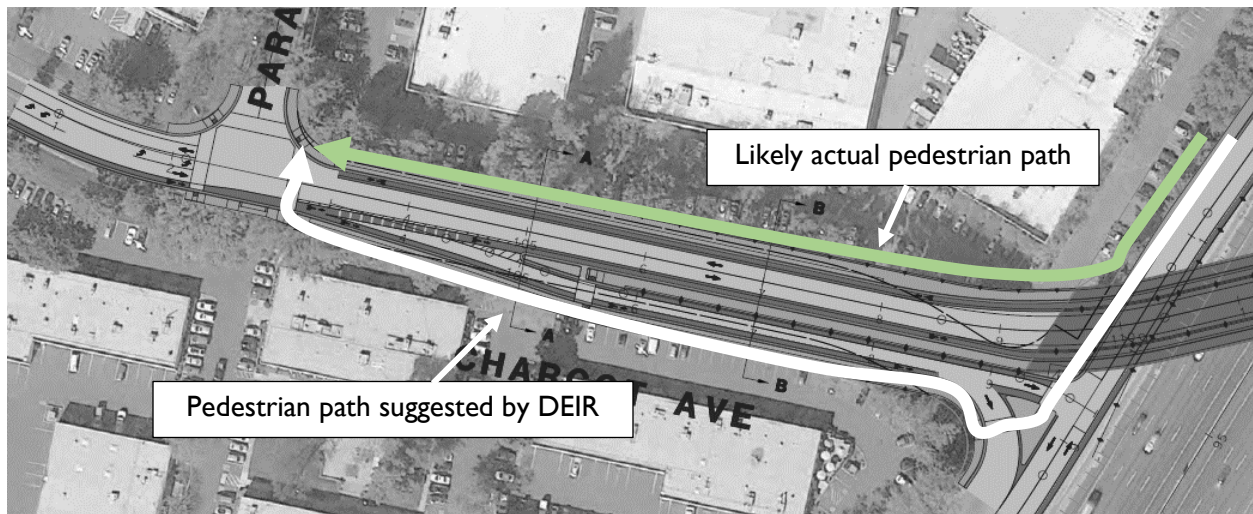 PARA
A
Likely actual pedestrian path
B
A
CHARCOT AVE
B
Pedestrian path suggested by DEIR